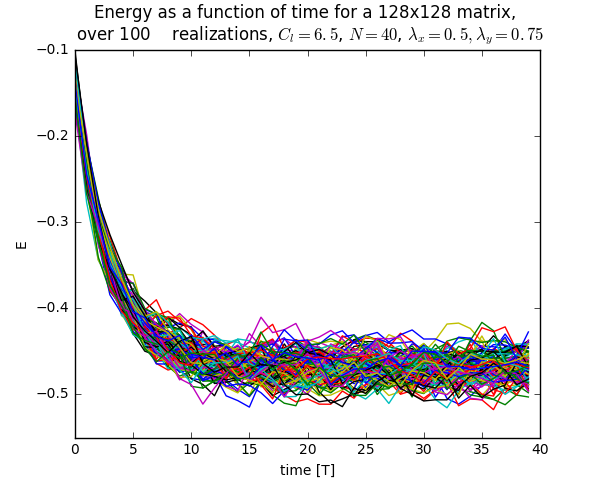 Energy as a function of time for a 128x128 matrix,
over 100    realizations, $C_l = 6.5$, $N = 40$, $\lambda_x = 0.5, \lambda_y = 0.75$
−0.1
−0.2
−0.3
−0.4
−0.5
E
0 5 10 15 20 25 30 35 40
time [T]